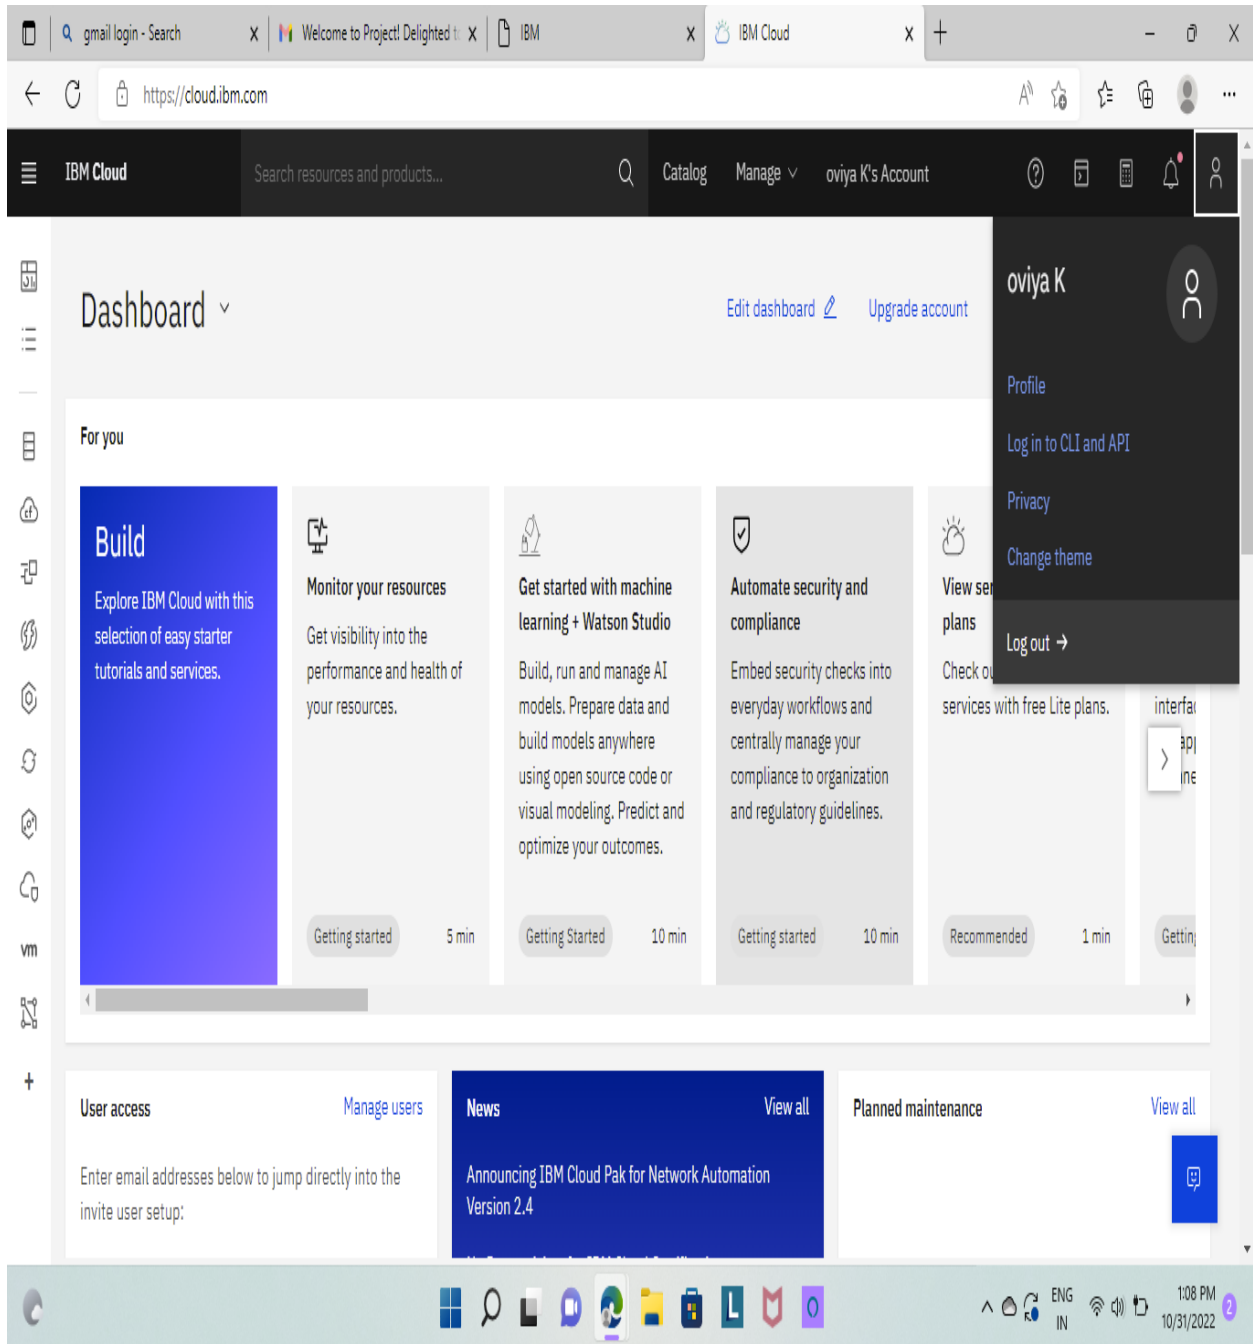 gmail login - Search
Welcome to Project! Delighted to
IBM
IBM Cloud
https://cloud.ibm.com
IBM Cloud
Search resources and products...
Catalog
Manage
oviya K's Account
oviya K
Profile
Log in to CLI and API
Privacy
Change theme
Log out →
Dashboard
Edit dashboard
Upgrade account
For you
Build
Explore IBM Cloud with this
selection of easy starter
tutorials and services.
Monitor your resources
Get visibility into the
performance and health of
your resources.
Getting started
5 min
Get started with machine
learning + Watson Studio
Build, run and manage AI
models. Prepare data and
build models anywhere
using open source code or
visual modeling. Predict and
optimize your outcomes.
Getting Started
10 min
Automate security and
compliance
Embed security checks into
everyday workflows and
centrally manage your
compliance to organization
and regulatory guidelines.
Getting started
10 min
View ser
plans
Check ou
services with free Lite plans.
Recommended
1 min
interfac
Getting
cf
vm
User access
Manage users
Enter email addresses below to jump directly into the
invite user setup:
News
View all
Announcing IBM Cloud Pak for Network Automation
Version 2.4
Planned maintenance
View all
ENG
IN
1:08 PM
10/31/2022
2